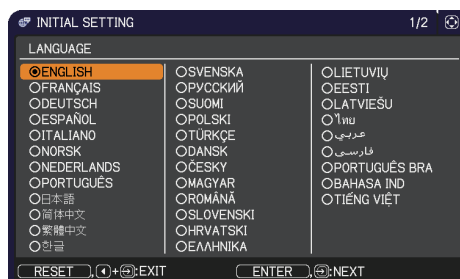 INITIAL SETTING 1/2
LANGUAGE
ENGLISH
FRANÇAIS
DEUTSCH
ESPAÑOL
ITALIANO
NORSK
NEDERLANDS
PORTUGUÊS
日本語
简体中文
繁體中文
한글
SVENSKA
РУССКИЙ
SUOMI
POLSKI
TÜRKÇE
DANSK
ČESKY
MAGYAR
ROMÂNĂ
SLOVENSKI
HRVATSKI
ΕΛΛΗΝΙΚΑ
LIETUVIŲ
EESTI
LATVIEŠU
ไทย
عربي
فارسی
PORTUGUÊS BRA
BAHASA IND
TIẾNG VIỆT
RESET ,+:EXIT ENTER ,:NEXT